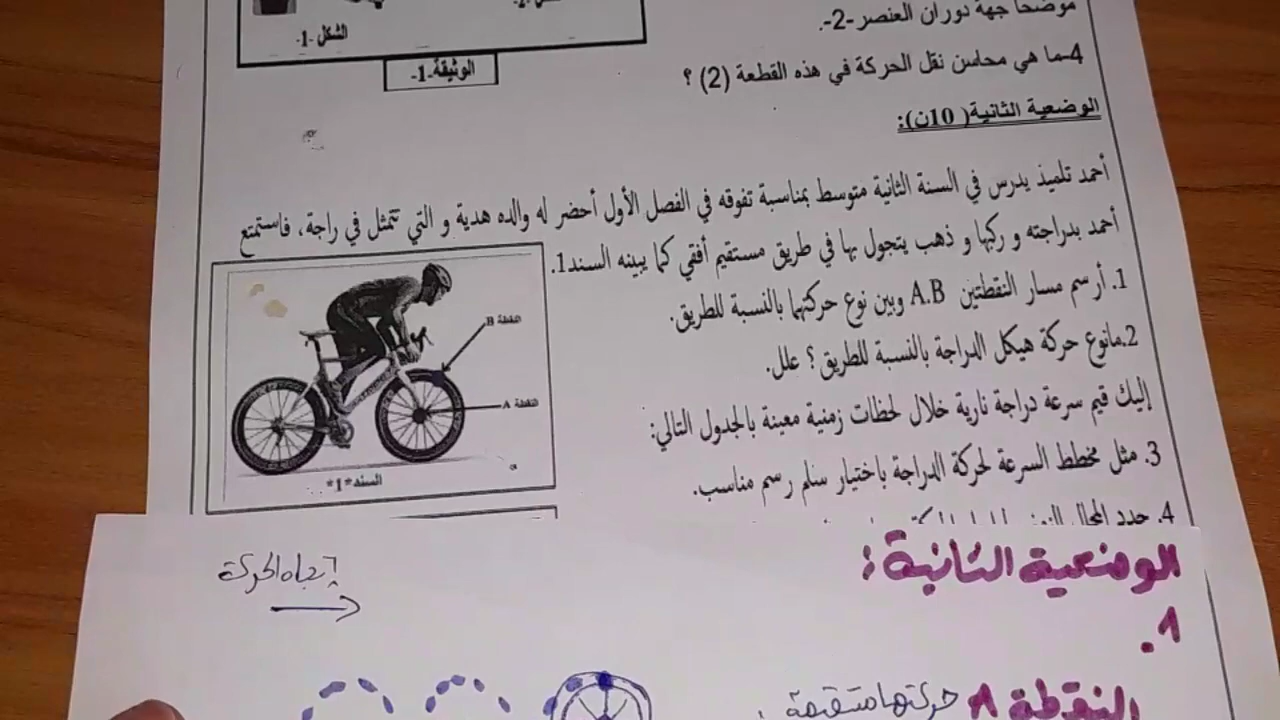 موضحا جهة دوران العنصر-2-.
الشكل -1-
4-ما هي محاسن نقل الحركة في هذه القطعة (2) ؟
الوثيقة-1-
الوضعية الثانية( 10ن):
أحمد تلميذ يدرس في السنة الثانية متوسط بمناسبة تفوقه في الفصل الأول أحضر له والده هدية و التي تتمثل في راجة، فاستمتع
أحمد بدراجته و ركبها و ذهب يتجول بها في طريق مستقيم أفقي كما يبينه السند1.
1. أرسم مسار النقطتين A.B وبين نوع حركتهما بالنسبة للطريق.
2.مانوع حركة هيكل الدراجة بالنسبة للطريق ؟ علل.
إليك قيم سرعة دراجة نارية خلال لحظات زمنية معينة بالجدول التالي:
3. مثل مخطط السرعة لحركة الدراجة باختيار سلم رسم مناسب.
4. حدد المجال
النقطة B
النقطة A
السند*1*
الوضعية الثانية :
1.
إتجاه الحركة
النقطة A حركتها مستقيمة .